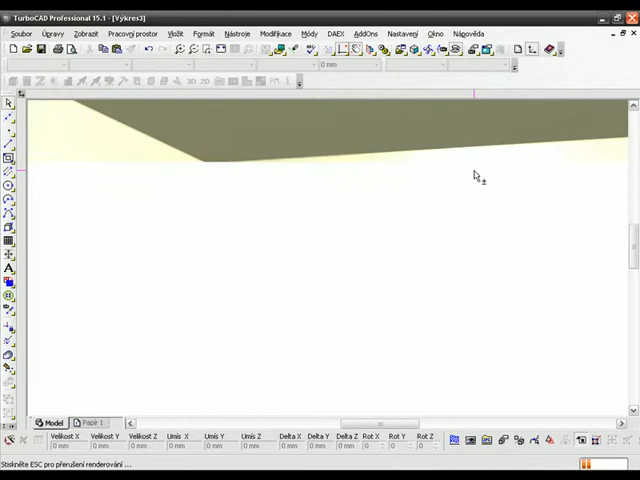 TurboCAD Professional 15.1 - [Výkres3]
Soubor Úpravy Zobrazit Pracovní prostor Vložit Formát Nástroje Modifikace Módy DAEX AddOns Nastavení Okno Nápověda
0 mm
2D 3D PM
A
Model Papír 1
Velikost X Velikost Y Velikost Z Umís X Umís Y Umís Z Delta X Delta Y Delta Z Rot X Rot Y Rot Z
0 mm 0 mm 0 mm 0 mm 0 mm 0 mm 0 mm 0 mm 0 mm 0 0 0
Stiskněte ESC pro přerušení renderování ...